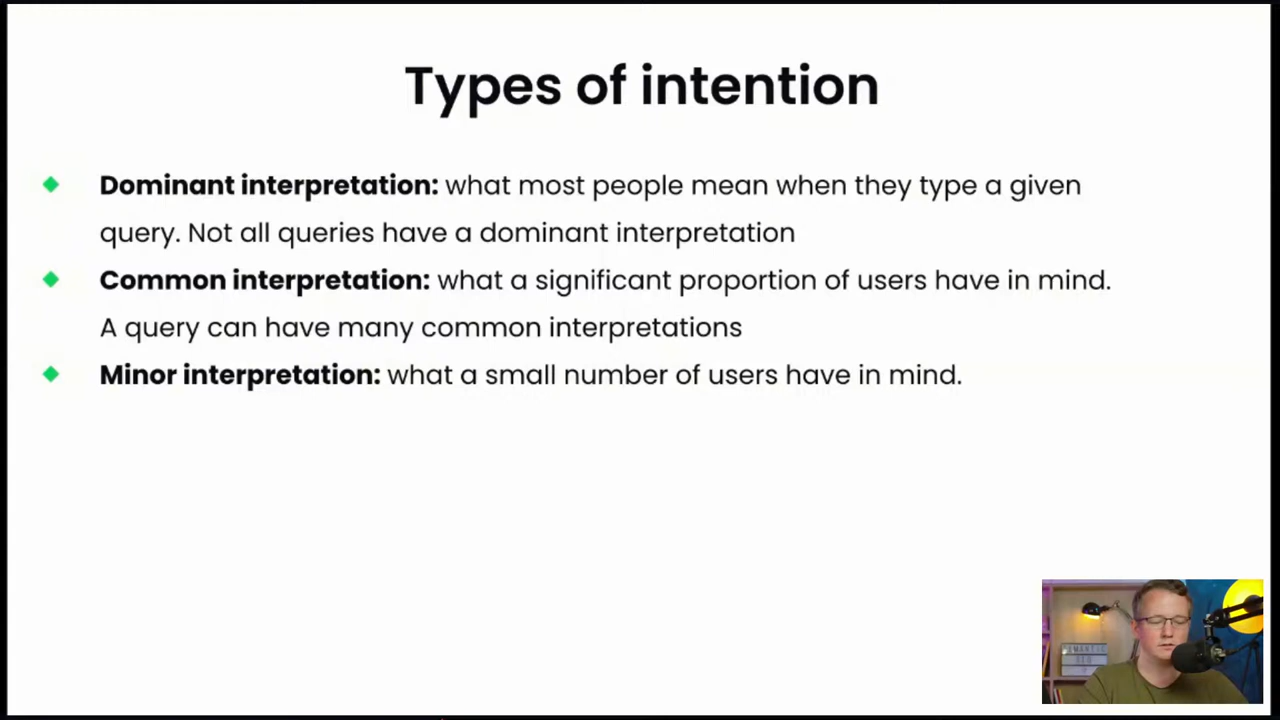 Types of intention
Dominant interpretation: what most people mean when they type a given
query. Not all queries have a dominant interpretation
Common interpretation: what a significant proportion of users have in mind.
A query can have many common interpretations
Minor interpretation: what a small number of users have in mind.
SEMANTIC
SEO